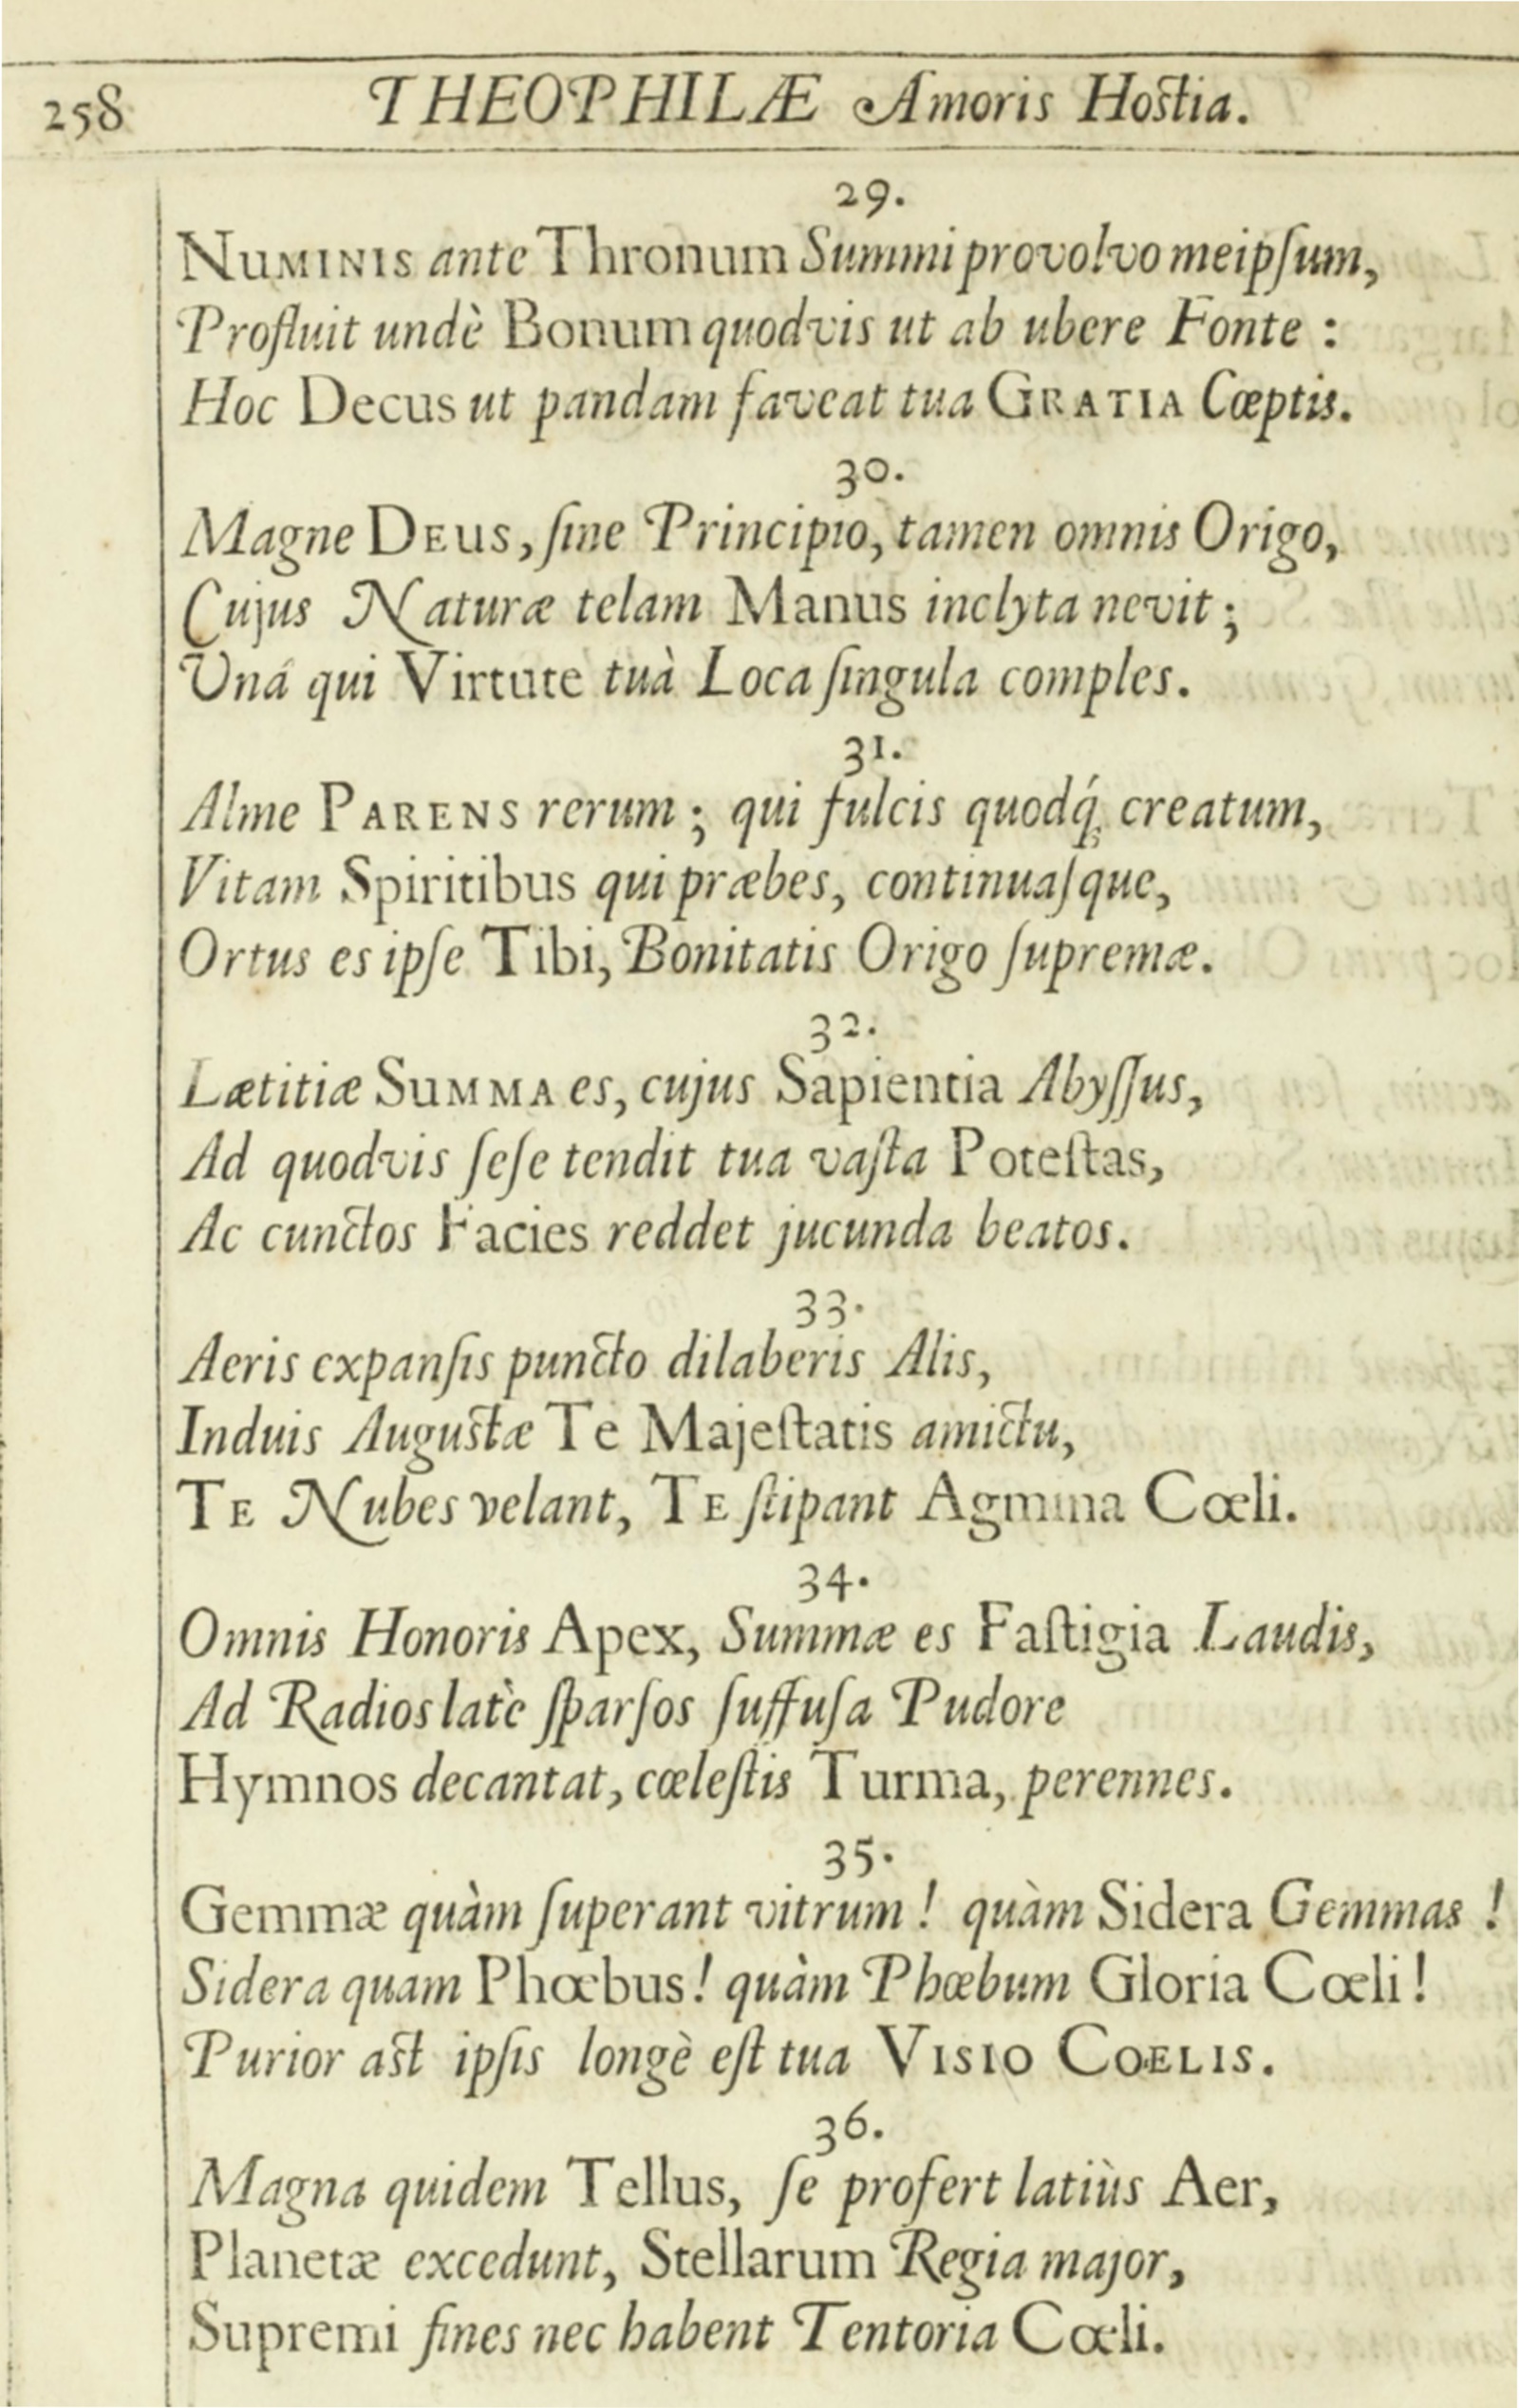 258 THEOPHILÆ Amoris Hostia.
29.
NUMINIS ante Thronum Summi provolvo meipſum,
Profluit undè Bonum quodvis ut ab ubere Fonte :
Hoc Decus ut pandam faveat tua GRATIA Cœptis.
30.
Magne DEUS, ſine Principio, tamen omnis Origo,
Cujus Naturæ telam Manus inclyta nevit ;
Unâ qui Virtute tuà Loca ſingula comples.
31.
Alme PARENS rerum ; qui fulcis quodq́; creatum,
Vitam Spiritibus qui præbes, continuaſque,
Ortus es ipſe Tibi, Bonitatis Origo ſupremæ.
32.
Lætitiæ SUMMA es, cujus Sapientia Abyſſus,
Ad quodvis ſeſe tendit tua vaſta Poteſtas,
Ac cunctos Facies reddet jucunda beatos.
33.
Aeris expanſis puncto dilaberis Alis,
Induis Augustæ Te Majeſtatis amictu,
TE Nubes velant, TE ſtipant Agmina Cœli.
34.
Omnis Honoris Apex, Summæ es Faſtigia Laudis,
Ad Radios latè ſparſos ſuffuſa Pudore
Hymnos decantat, cœleſtis Turma, perennes.
35.
Gemmæ quàm ſuperant vitrum ! quàm Sidera Gemmas !
Sidera quam Phœbus ! quàm Phœbum Gloria Cœli !
Purior ast ipſis longè eſt tua VISIO COELIS.
36.
Magna quidem Tellus, ſe profert latiùs Aer,
Planetæ excedunt, Stellarum Regia major,
Supremi fines nec habent Tentoria Cœli.